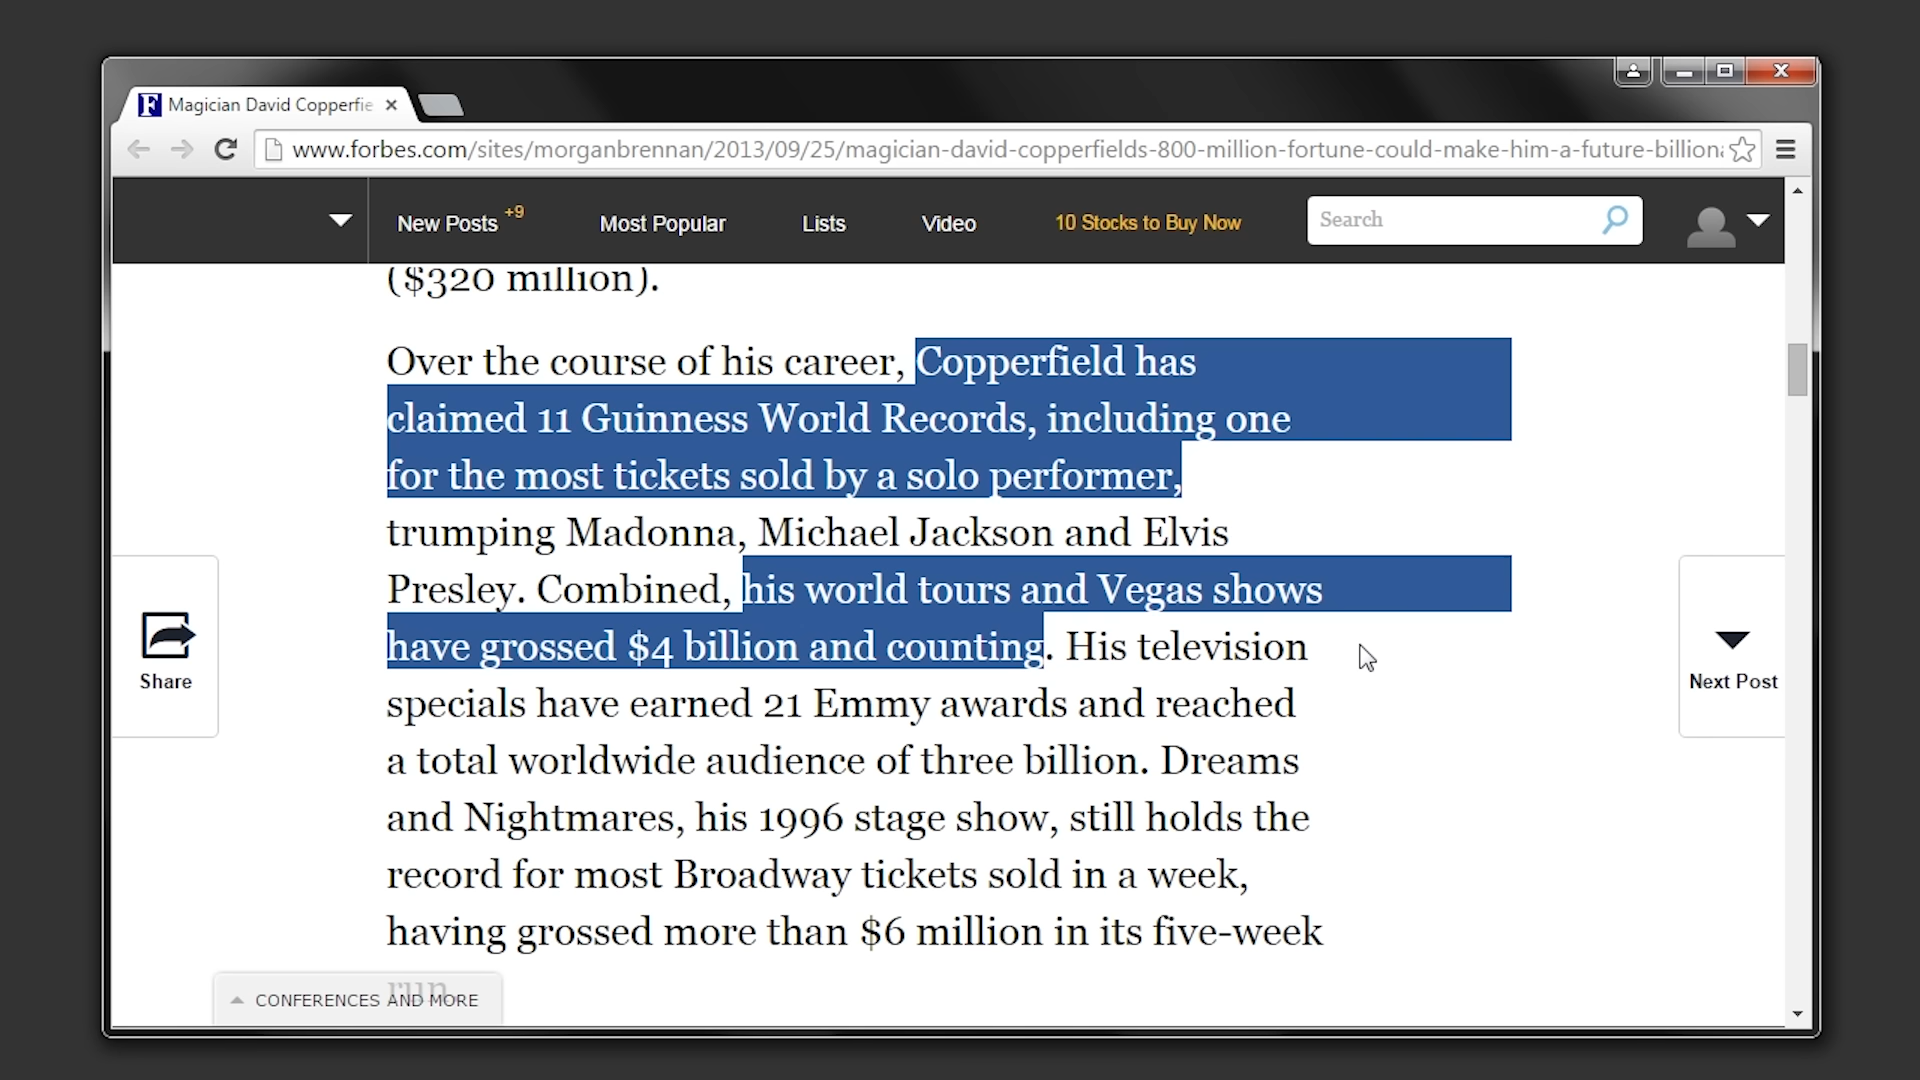 F Magician David Copperfie
www.forbes.com/sites/morganbrennan/2013/09/25/magician-david-copperfields-800-million-fortune-could-make-him-a-future-billiona
New Posts +9 Most Popular Lists Video 10 Stocks to Buy Now Search
($320 million).
Over the course of his career, Copperfield has
claimed 11 Guinness World Records, including one
for the most tickets sold by a solo performer,
trumping Madonna, Michael Jackson and Elvis
Presley. Combined, his world tours and Vegas shows
have grossed $4 billion and counting. His television
specials have earned 21 Emmy awards and reached
a total worldwide audience of three billion. Dreams
and Nightmares, his 1996 stage show, still holds the
record for most Broadway tickets sold in a week,
having grossed more than $6 million in its five-week
run
Share
Next Post
CONFERENCES AND MORE